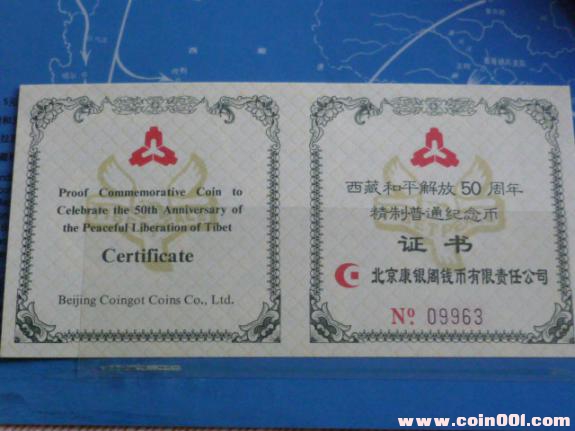 西藏
Proof Commemorative Coin to
Celebrate the 50th Anniversary of
the Peaceful Liberation of Tibet
Certificate
Beijing Coingot Coins Co., Ltd.
西藏和平解放50周年
精制普通纪念币
证书
北京康银阁钱币有限责任公司
No. 09963
www.coin001.com